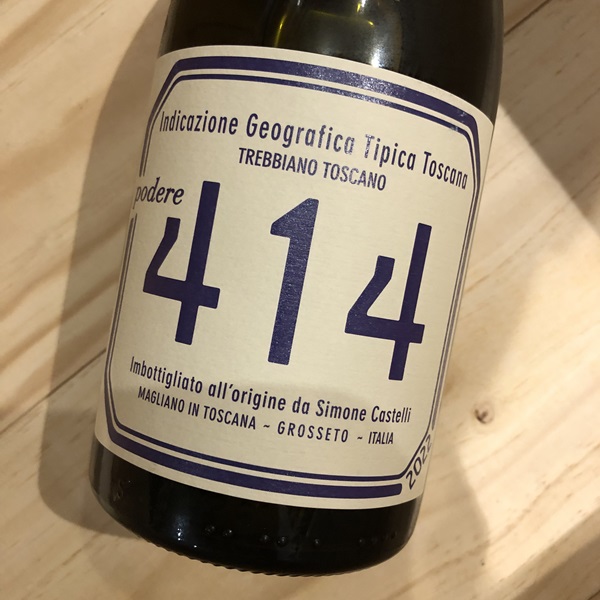 Indicazione Geografica Tipica Toscana
TREBBIANO TOSCANO
podere
414
Imbottigliato all'origine da Simone Castelli
MAGLIANO IN TOSCANA ~ GROSSETO ~ ITALIA
2022